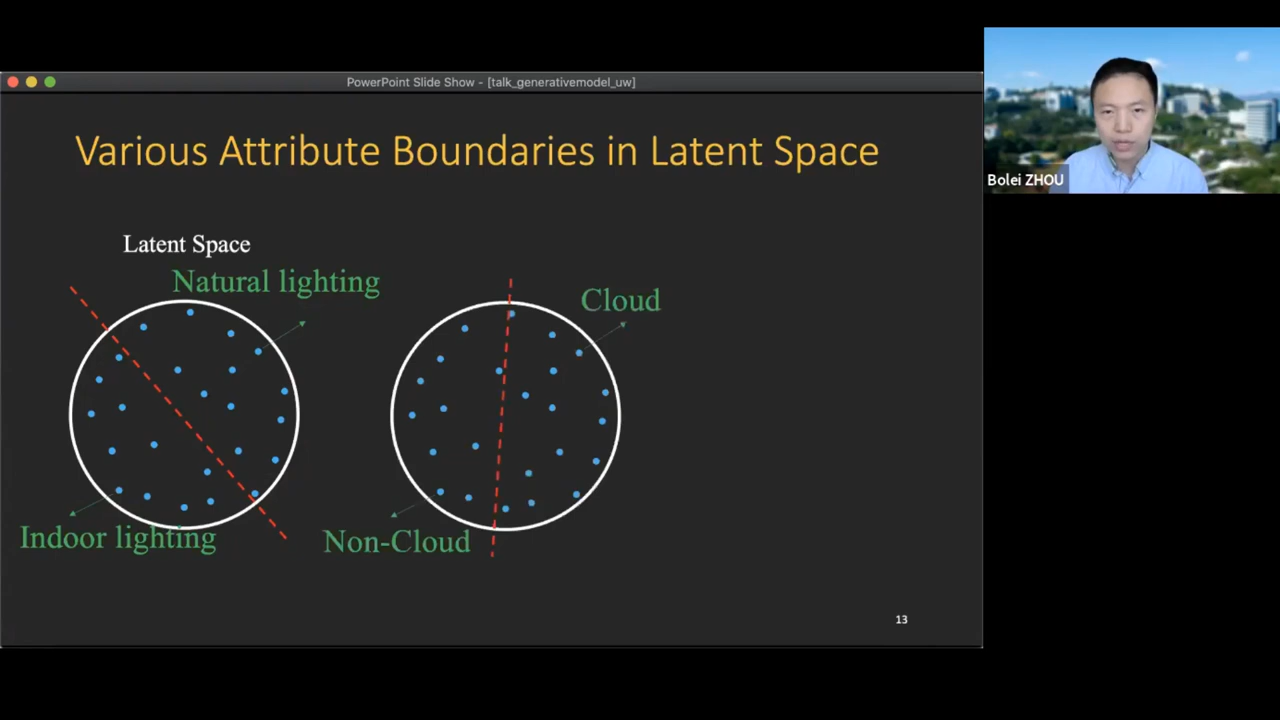 PowerPoint Slide Show - [talk_generativemodel_uw]
Various Attribute Boundaries in Latent Space
Latent Space
Natural lighting
Cloud
Indoor lighting
Non-Cloud
13
Bolei ZHOU